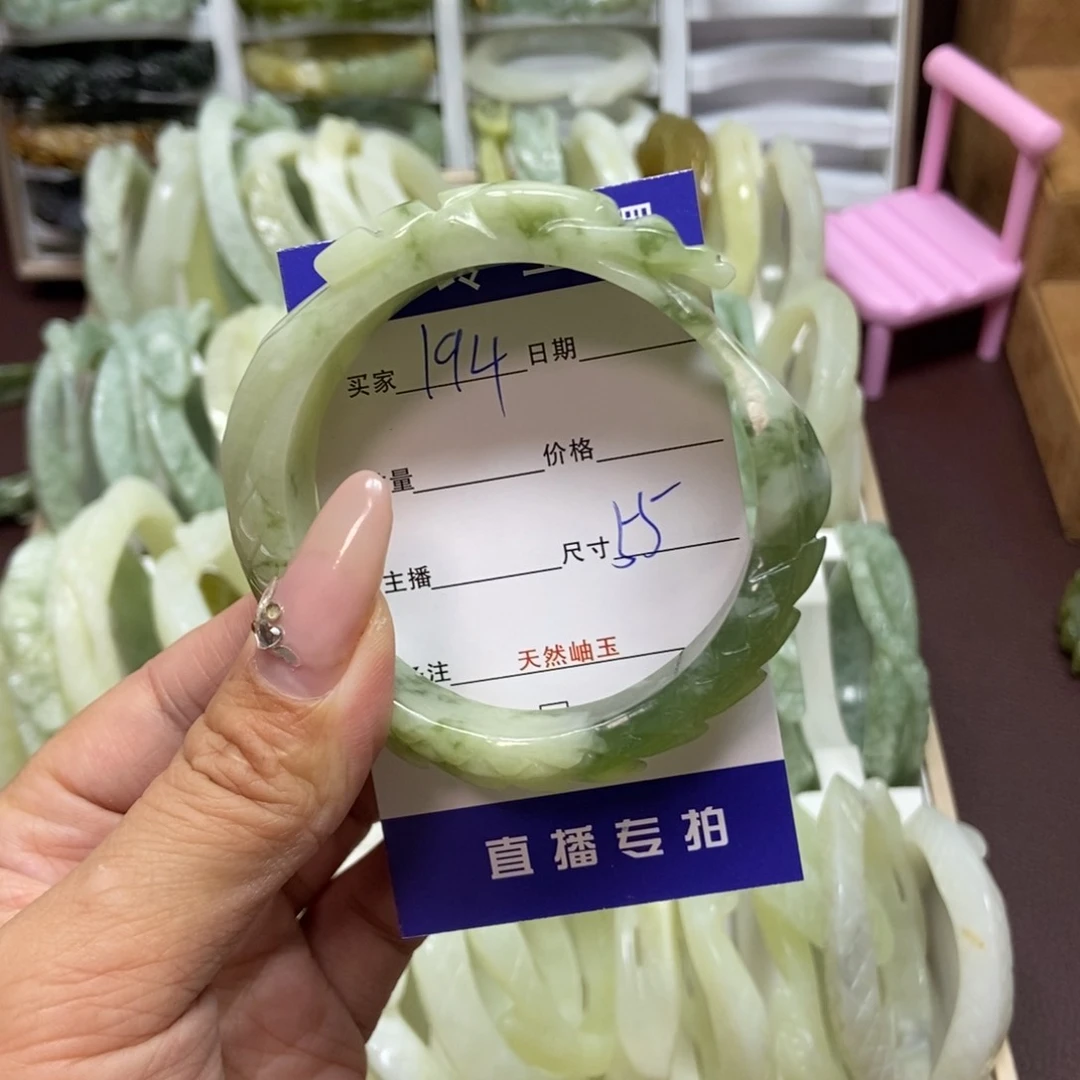 买家 194 日期
量 价格
主播 尺寸 55
注 天然岫玉
直播专拍